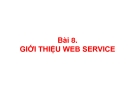 Bài 8.
GIỚI THIỆU WEB SERVICE